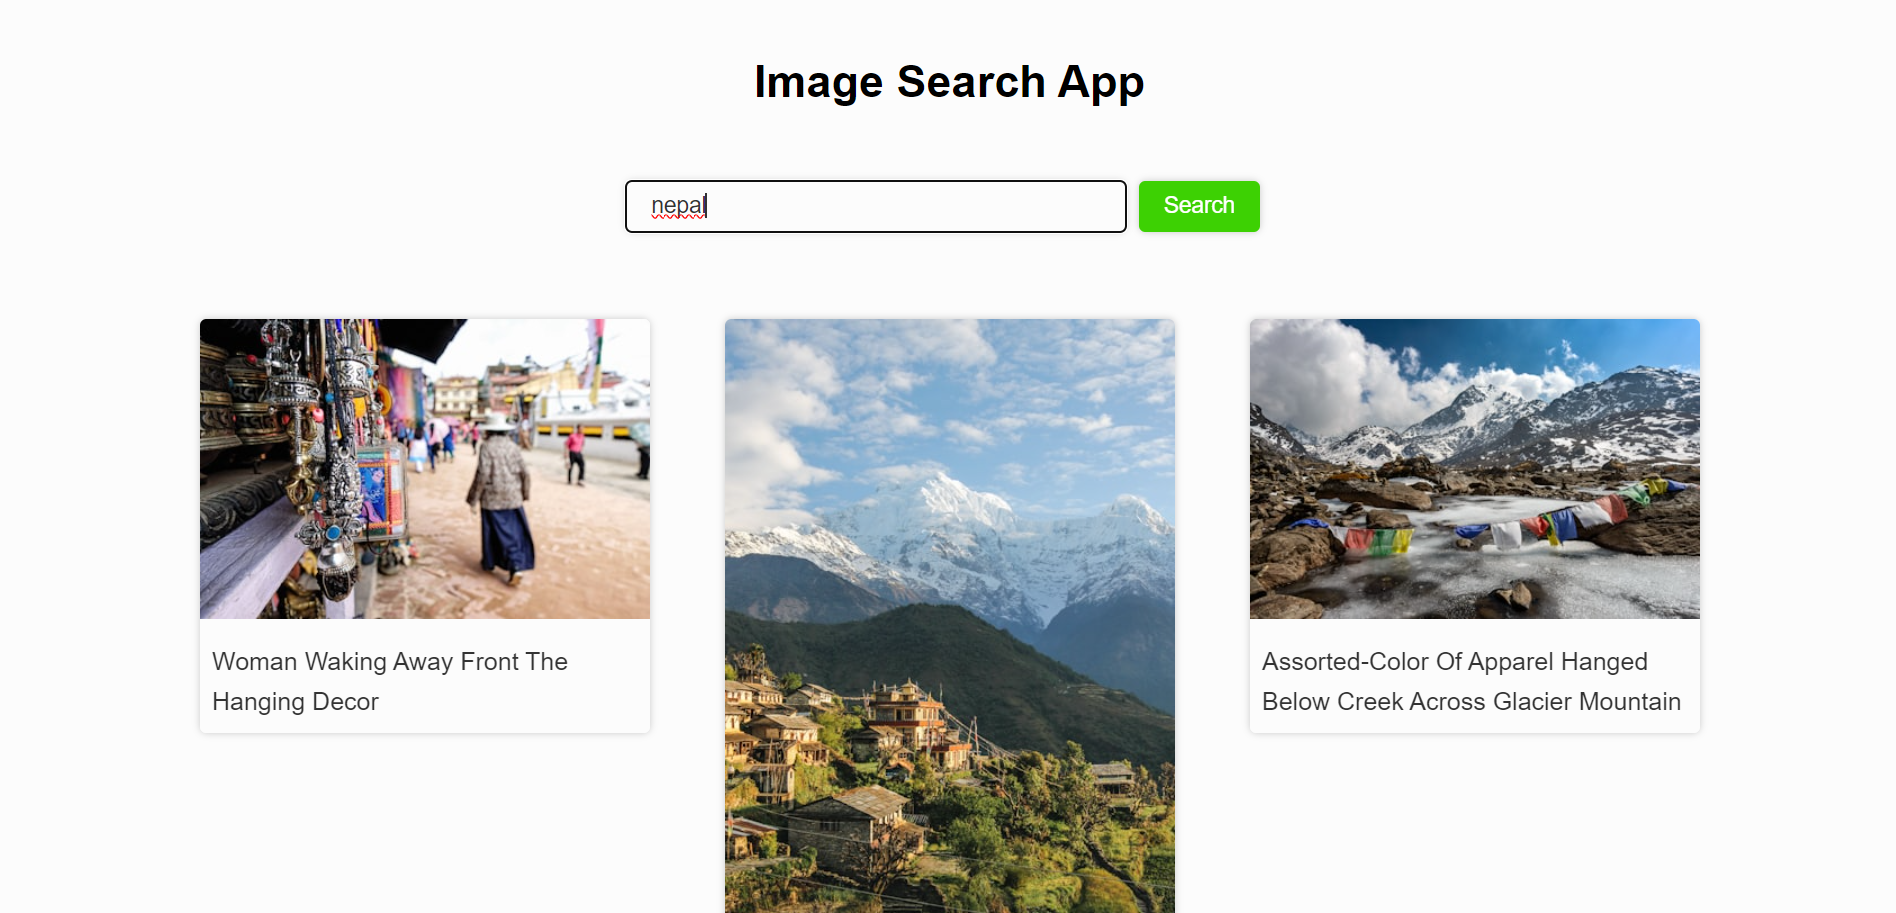 Image Search App
nepal
Search
Woman Waking Away Front The
Hanging Decor
Assorted-Color Of Apparel Hanged
Below Creek Across Glacier Mountain